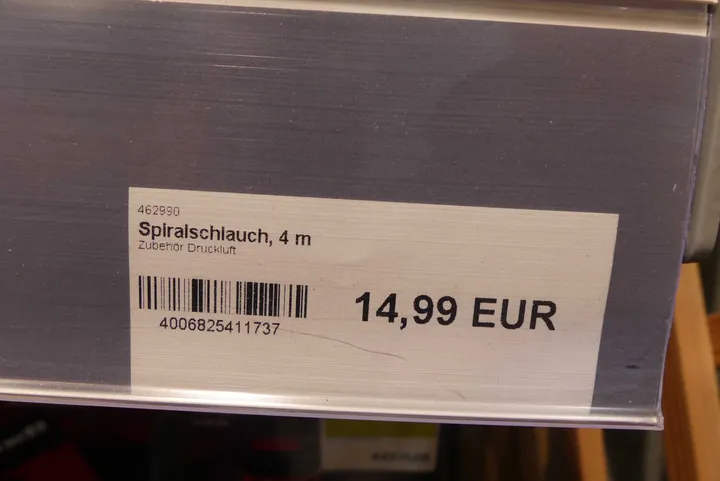 462990
Spiralschlauch, 4 m
Zubehör Druckluft
4006825411737
14,99 EUR